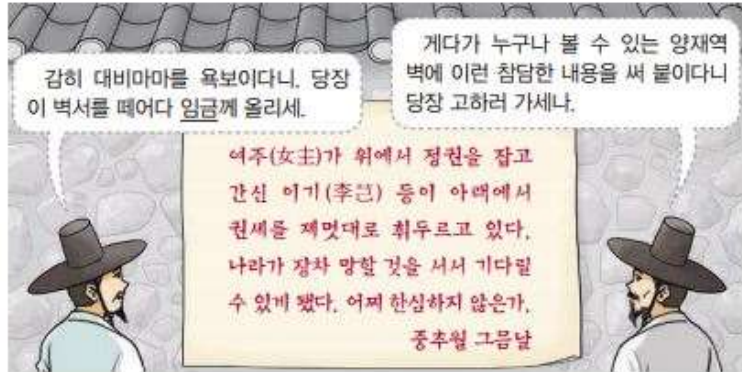 감히 대비마마를 욕보이다니. 당장
이 벽서를 떼어다 임금께 올리세.
게다가 누구나 볼 수 있는 양재역
벽에 이런 참담한 내용을 써 붙이다니
당장 고하러 가세나.
여주(女主)가 위에서 정권을 잡고
간신 이기(李芑) 등이 아래에서
권세를 제멋대로 휘두르고 있다.
나라가 장차 망할 것을 서서 기다릴
수 있게 됐다. 어찌 한심하지 않은가.
중추월 그믐날